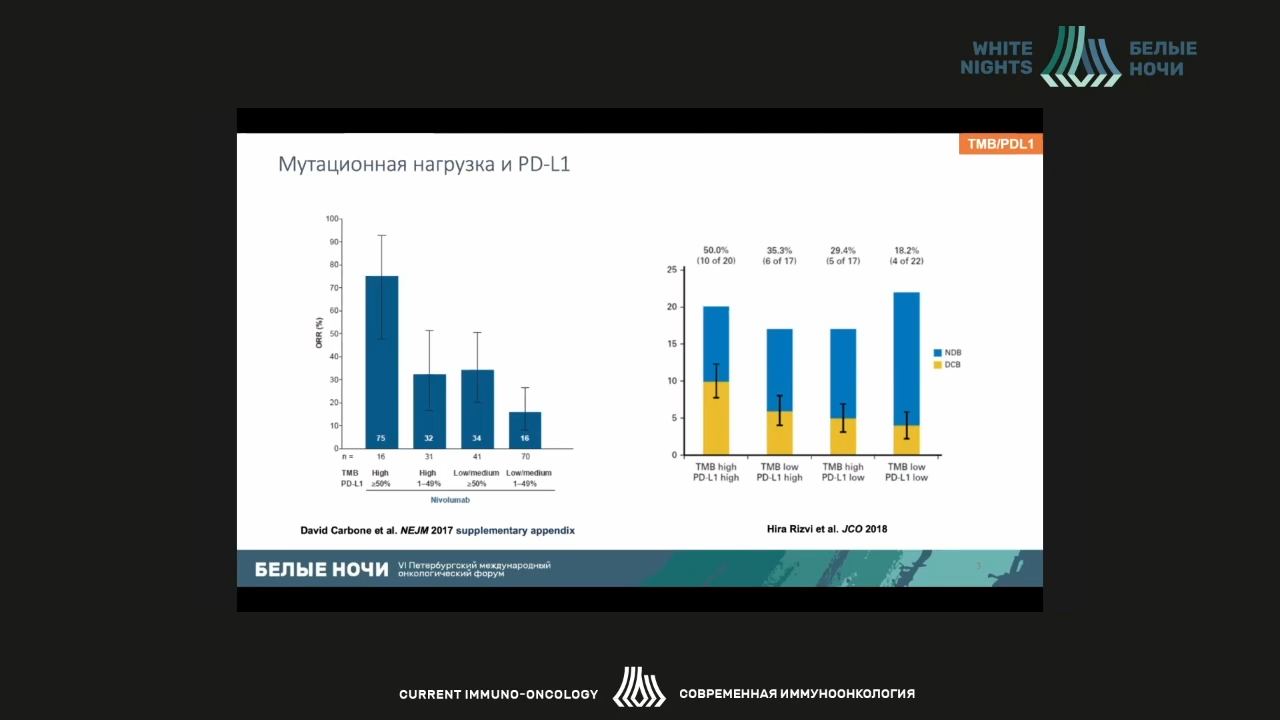 WHITE
NIGHTS
БЕЛЫЕ
НОЧИ
TMB/PDL1
Мутационная нагрузка и PD-L1
ORR (%)
100
90
80
70
60
50
40
30
20
10
0
75 32 34 16
n = 16 31 41 70
TMB High High Low/medium Low/medium
PD-L1 ≥50% 1–49% ≥50% 1–49%
Nivolumab
David Carbone et al. NEJM 2017 supplementary appendix
50.0% 35.3% 29.4% 18.2%
(10 of 20) (6 of 17) (5 of 17) (4 of 22)
25
20
15
10
5
0
NDB
DCB
TMB high TMB low TMB high TMB low
PD-L1 high PD-L1 high PD-L1 low PD-L1 low
Hira Rizvi et al. JCO 2018
БЕЛЫЕ НОЧИ
VI Петербургский международный
онкологический форум
CURRENT IMMUNO-ONCOLOGY
СОВРЕМЕННАЯ ИММУНООНКОЛОГИЯ